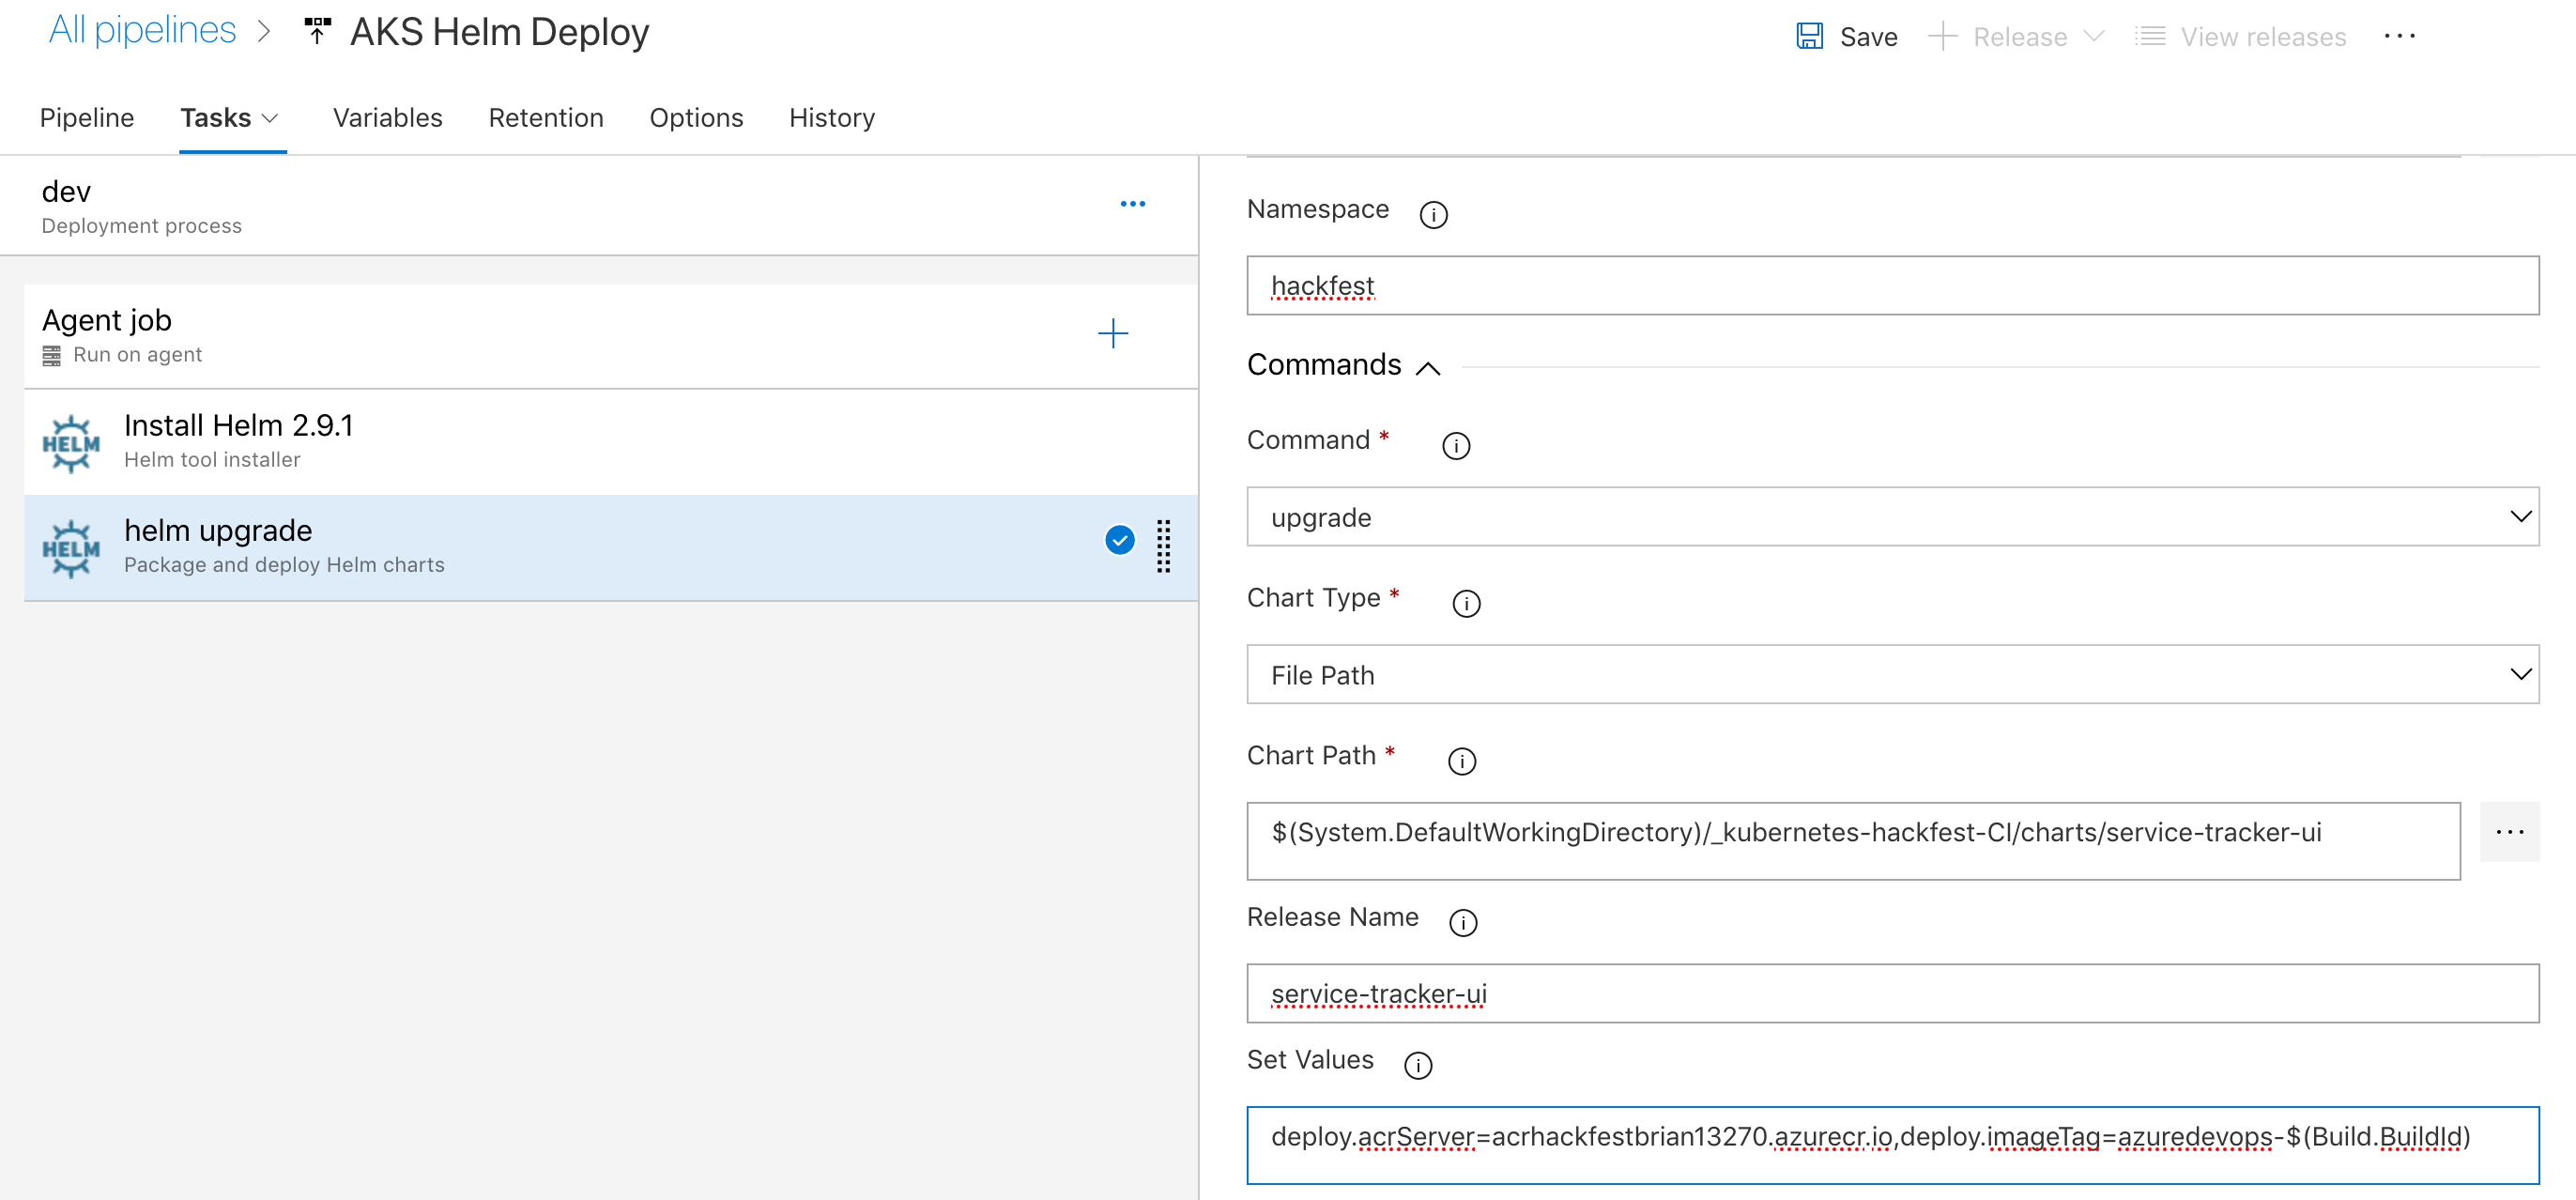 All pipelines > AKS Helm Deploy
Save Release View releases ...
Pipeline Tasks Variables Retention Options History
dev
Deployment process
Agent job
Run on agent
HELM Install Helm 2.9.1
Helm tool installer
HELM helm upgrade
Package and deploy Helm charts
Namespace
hackfest
Commands
Command *
upgrade
Chart Type *
File Path
Chart Path *
$(System.DefaultWorkingDirectory)/_kubernetes-hackfest-CI/charts/service-tracker-ui
Release Name
service-tracker-ui
Set Values
deploy.acrServer=acrhackfestbrian13270.azurecr.io,deploy.imageTag=azuredevops-$(Build.BuildId)